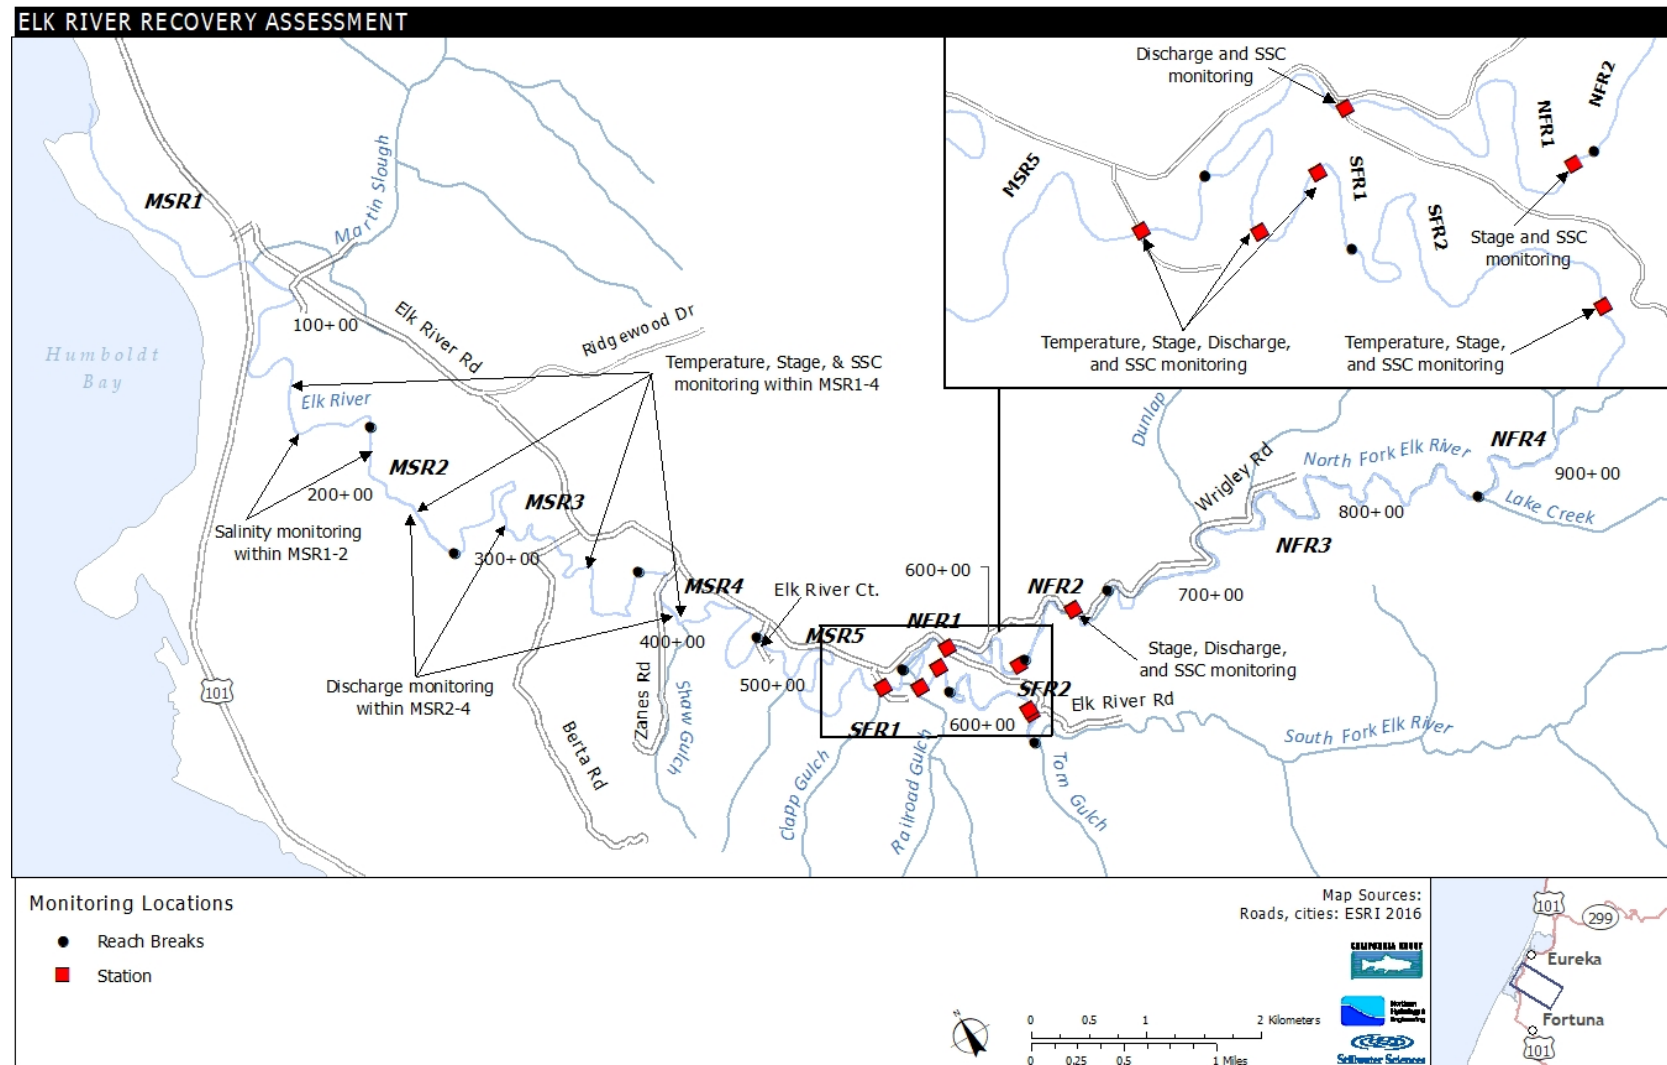 ELK RIVER RECOVERY ASSESSMENT
Discharge and SSC
monitoring
NFR2
NFR1
MSR5
SFR1
SFR2
Stage and SSC
monitoring
Temperature, Stage, Discharge,
and SSC monitoring
Temperature, Stage,
and SSC monitoring
Martin Slough
MSR1
100+00
Elk River Rd
Ridgewood Dr
Humboldt
Bay
Temperature, Stage, & SSC
monitoring within MSR1-4
Elk River
MSR2
200+00
MSR3
Salinity monitoring
within MSR1-2
300+00
Dunlap
Wrigley Rd
North Fork Elk River
NFR4
900+00
Lake Creek
800+00
NFR3
600+00
NFR2
700+00
MSR4
Elk River Ct.
NFR1
MSR5
400+00
Stage, Discharge,
and SSC monitoring
500+00
Discharge monitoring
within MSR2-4
101
Zanes Rd
Shaw Gulch
SFR2
Elk River Rd
SFR1
600+00
South Fork Elk River
Berta Rd
Clapp Gulch
Railroad Gulch
Tom Gulch
Monitoring Locations
Reach Breaks
Station
Map Sources:
Roads, cities: ESRI 2016
CALIFORNIA TROUT
Northern
Hydrology &
Engineering
Stillwater Sciences
N
0 0.5 1 2 Kilometers
0 0.25 0.5 1 Miles
101
299
Eureka
Fortuna
101